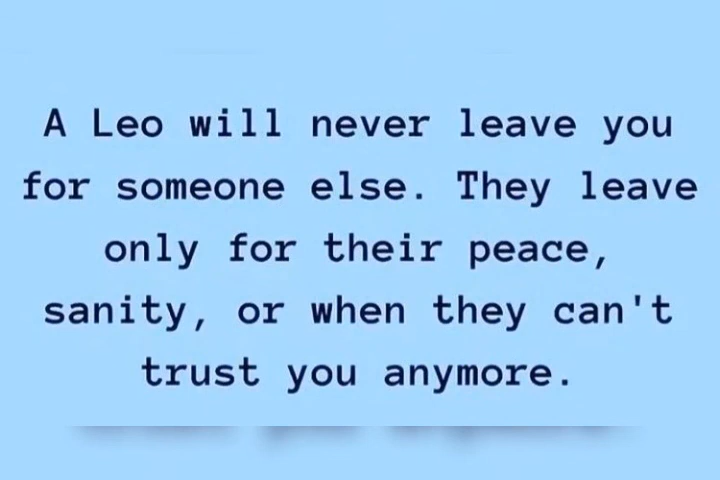 A Leo will never leave you
for someone else. They leave
only for their peace,
sanity, or when they can't
trust you anymore.